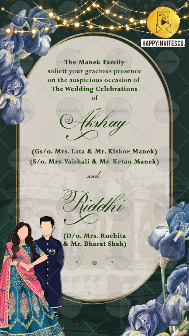 HAPPYINVITES.CO
The Manek Family
solicit your gracious presence
on the auspicious occasion of
The Wedding Celebrations
of
Akshay
(Gs/o. Mrs. Lata & Mr. Kishor Manek)
(S/o. Mrs. Vaishali & Mr. Ketan Manek)
and
Riddhi
(D/o. Mrs. Ruchita
& Mr. Bharat Shah)